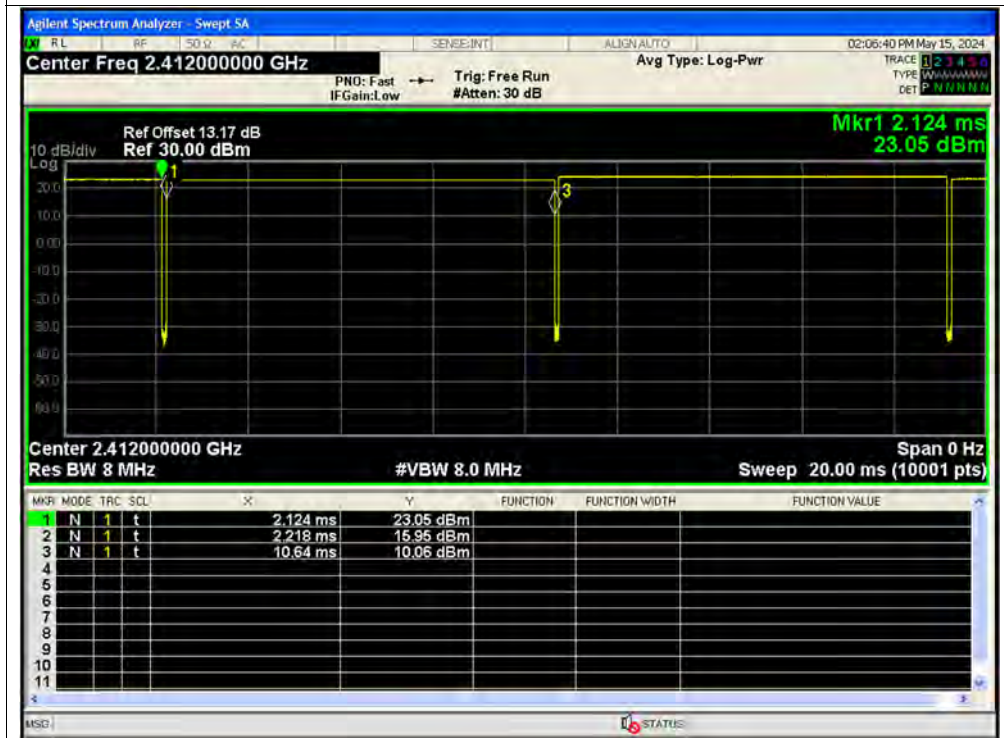 Agilent Spectrum Analyzer - Swept SA
RL RF 50 Ω AC SENSE:INT ALIGN AUTO 02:06:40 PM May 15, 2024
Center Freq 2.412000000 GHz
PNO: Fast
IFGain:Low
Trig: Free Run
#Atten: 30 dB
Avg Type: Log-Pwr
TRACE 1 2 3 4 5 6
TYPE
DET P N N N N N
Mkr1 2.124 ms
23.05 dBm
Ref Offset 13.17 dB
10 dB/div Ref 30.00 dBm
Log
1
3
20.0
10.0
0.00
-10.0
-20.0
-30.0
-40.0
-50.0
-60.0
Center 2.412000000 GHz Span 0 Hz
Res BW 8 MHz #VBW 8.0 MHz Sweep 20.00 ms (10001 pts)
MKR MODE TRC SCL X Y FUNCTION FUNCTION WIDTH FUNCTION VALUE
1 N 1 t 2.124 ms 23.05 dBm
2 N 1 t 2.218 ms 15.95 dBm
3 N 1 t 10.64 ms 10.06 dBm
4
5
6
7
8
9
10
11
MSG STATUS